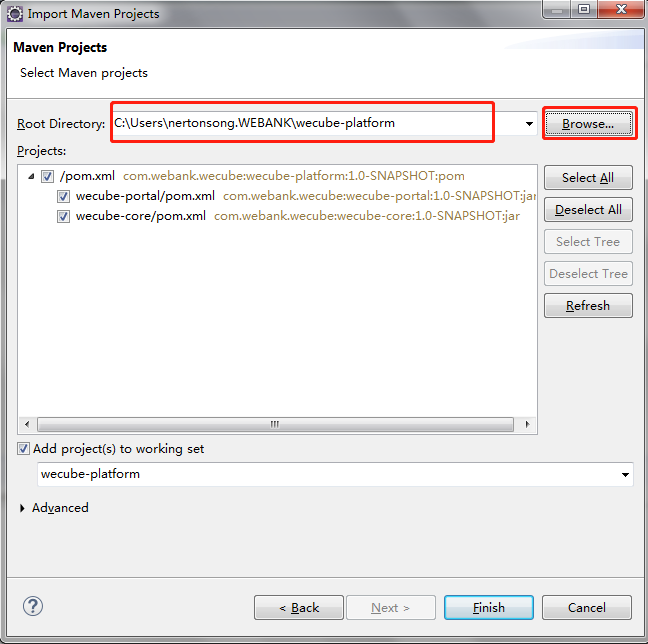 Import Maven Projects
Maven Projects
Select Maven projects
Root Directory: C:\Users\nertonsong.WEBANK\wecube-platform Browse...
Projects:
/pom.xml com.webank.wecube:wecube-platform:1.0-SNAPSHOT:pom
wecube-portal/pom.xml com.webank.wecube:wecube-portal:1.0-SNAPSHOT:jar
wecube-core/pom.xml com.webank.wecube:wecube-core:1.0-SNAPSHOT:jar
Select All
Deselect All
Select Tree
Deselect Tree
Refresh
Add project(s) to working set
wecube-platform
Advanced
? < Back Next > Finish Cancel